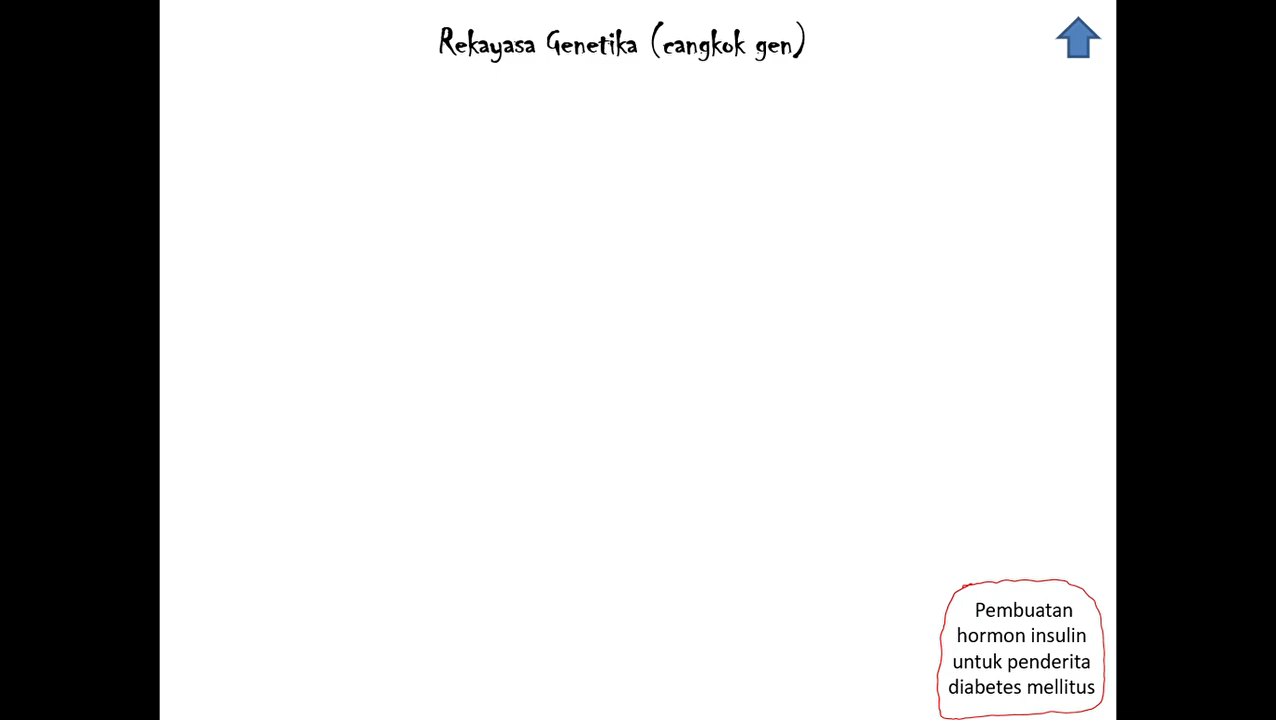 Rekayasa Genetika (cangkok gen)
Pembuatan
hormon insulin
untuk penderita
diabetes mellitus